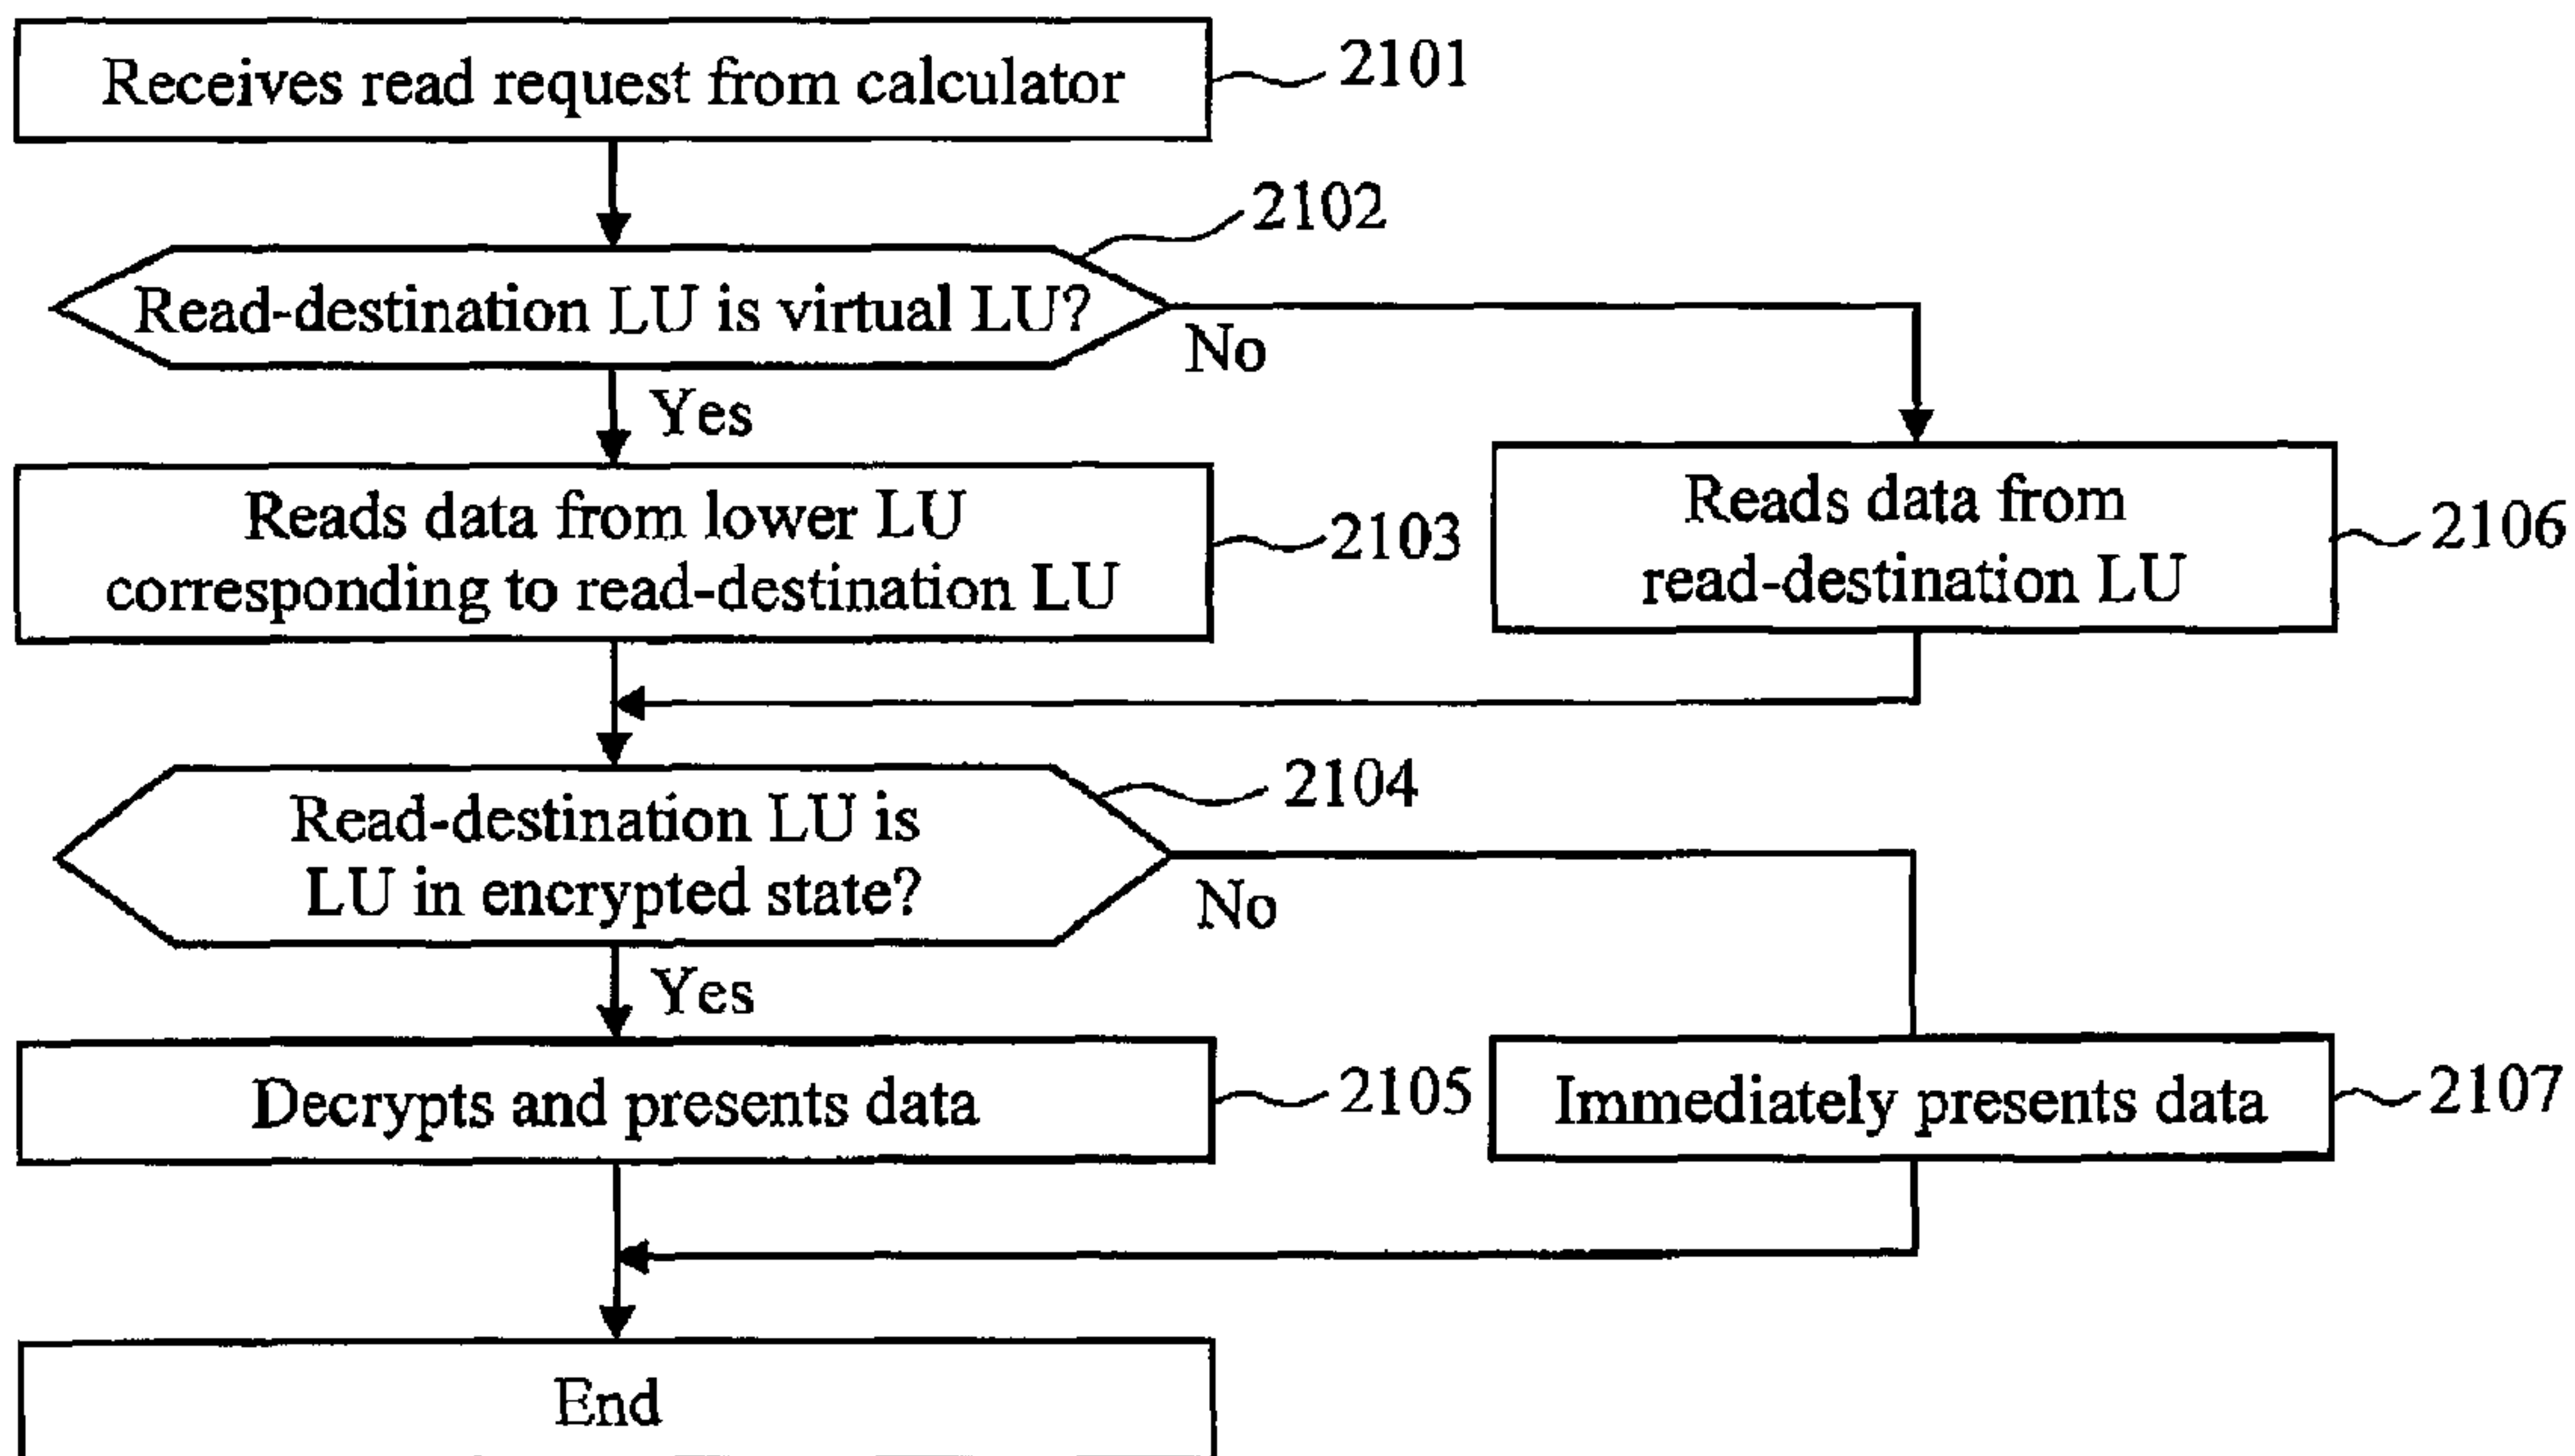 Receives read request from calculator
2101
2102
Read-destination LU is virtual LU?
No
Yes
Reads data from lower LU
corresponding to read-destination LU
2103
Reads data from
read-destination LU
2106
2104
Read-destination LU is
LU in encrypted state?
No
Yes
Decrypts and presents data
2105
Immediately presents data
2107
End